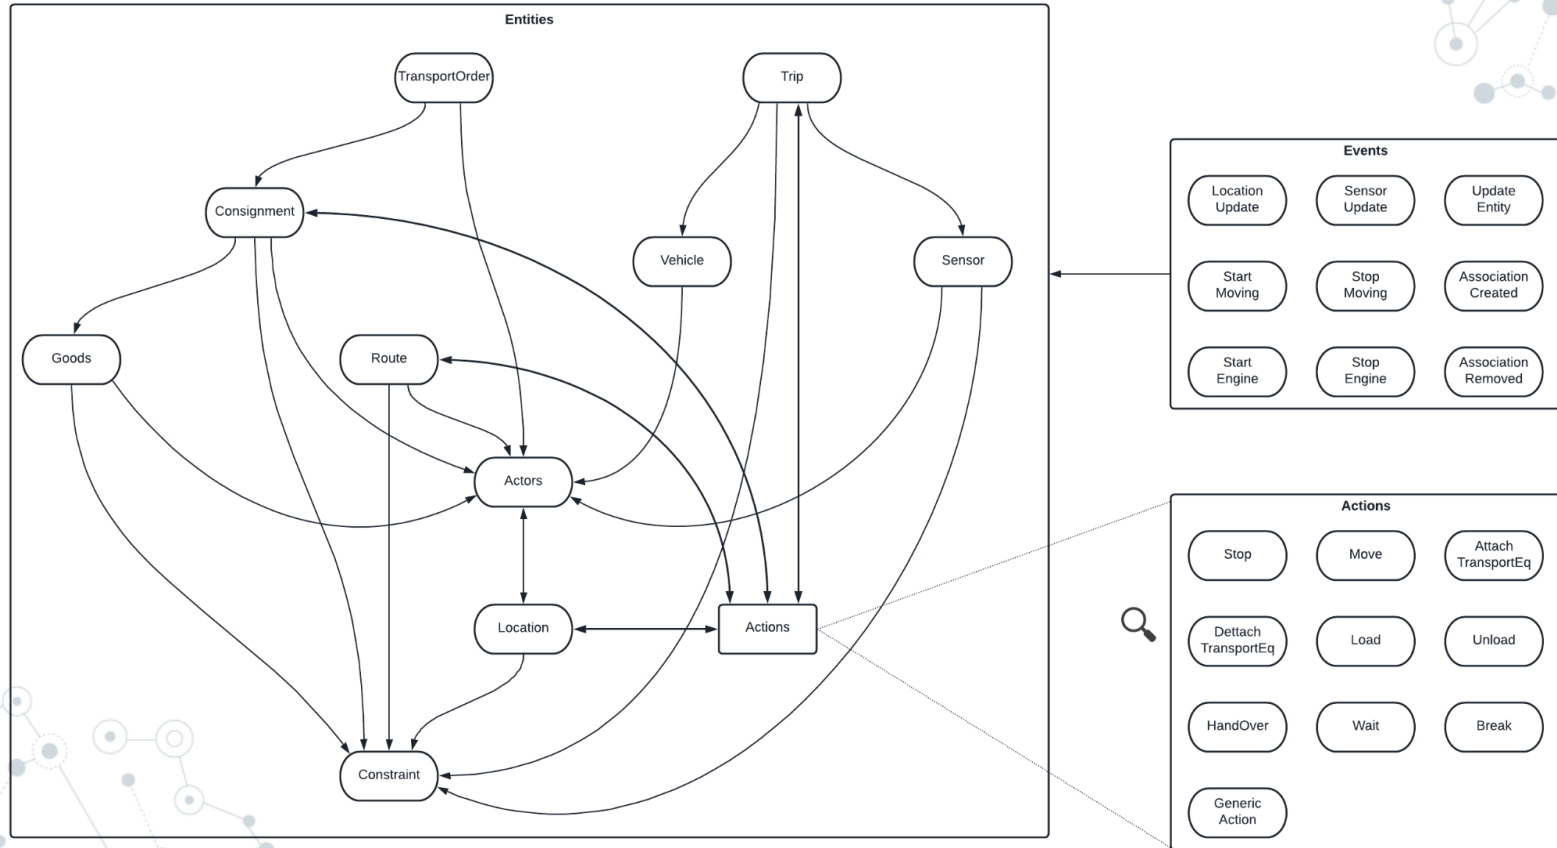 Entities
TransportOrder
Trip
Consignment
Vehicle
Sensor
Goods
Route
Actors
Location
Actions
Constraint
Events
Location
Update
Sensor
Update
Update
Entity
Start
Moving
Stop
Moving
Association
Created
Start
Engine
Stop
Engine
Association
Removed
Actions
Stop
Move
Attach
TransportEq
Dettach
TransportEq
Load
Unload
HandOver
Wait
Break
Generic
Action